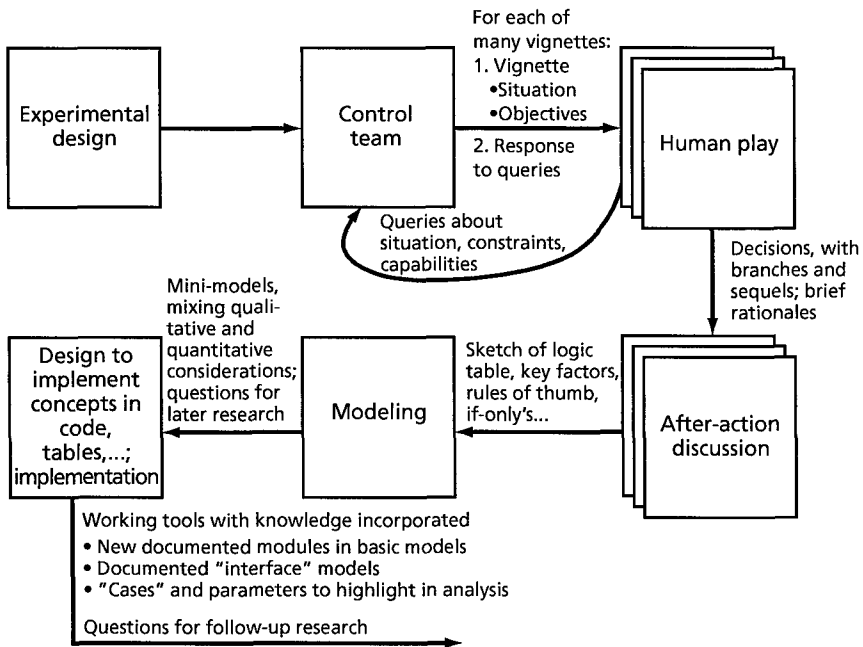 Experimental
design
Control
team
For each of
many vignettes:
1. Vignette
•Situation
•Objectives
2. Response
to queries
Human play
Queries about
situation, constraints,
capabilities
Decisions, with
branches and
sequels; brief
rationales
After-action
discussion
Sketch of logic
table, key factors,
rules of thumb,
if-only's...
Modeling
Mini-models,
mixing quali-
tative and
quantitative
considerations;
questions for
later research
Design to
implement
concepts in
code,
tables,...;
implementation
Working tools with knowledge incorporated
• New documented modules in basic models
• Documented "interface" models
• "Cases" and parameters to highlight in analysis
Questions for follow-up research